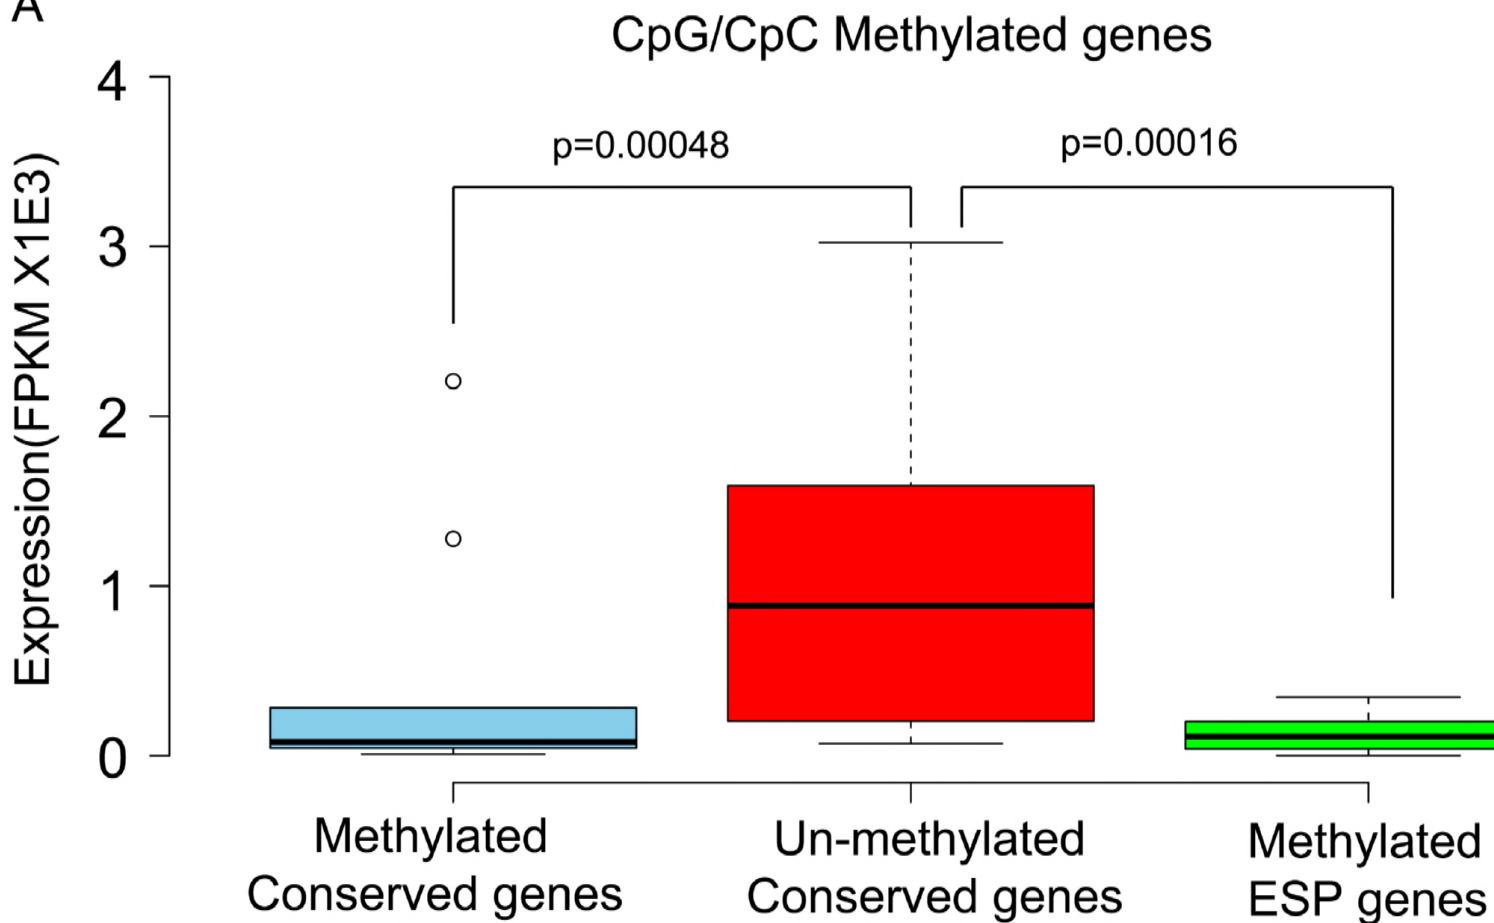 A
CpG/CpC Methylated genes
4
3
2
1
0
Expression(FPKM X1E3)
p=0.00048
p=0.00016
Methylated
Conserved genes
Un-methylated
Conserved genes
Methylated
ESP genes